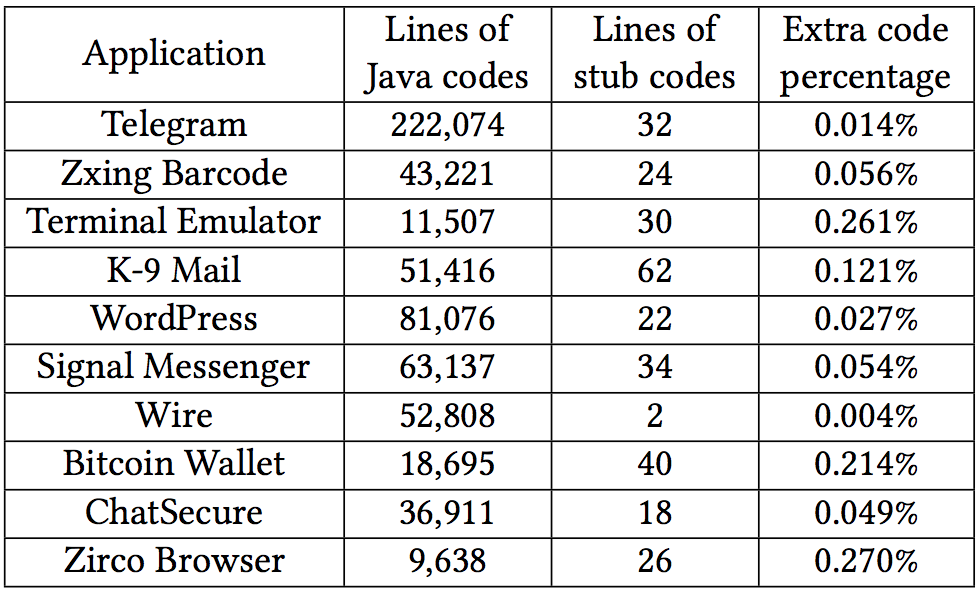 Application Lines of Java codes Lines of stub codes Extra code percentage
Telegram 222,074 32 0.014%
Zxing Barcode 43,221 24 0.056%
Terminal Emulator 11,507 30 0.261%
K-9 Mail 51,416 62 0.121%
WordPress 81,076 22 0.027%
Signal Messenger 63,137 34 0.054%
Wire 52,808 2 0.004%
Bitcoin Wallet 18,695 40 0.214%
ChatSecure 36,911 18 0.049%
Zirco Browser 9,638 26 0.270%